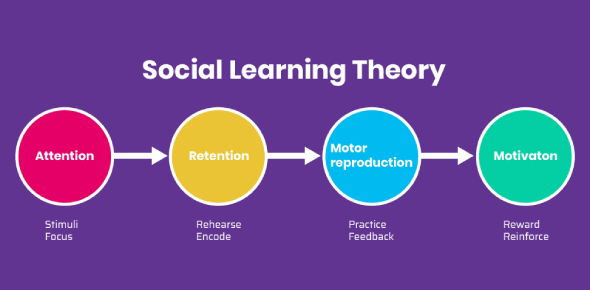 Social Learning Theory
Attention
Retention
Motor
reproduction
Motivaton
Stimuli
Focus
Rehearse
Encode
Practice
Feedback
Reward
Reinforce